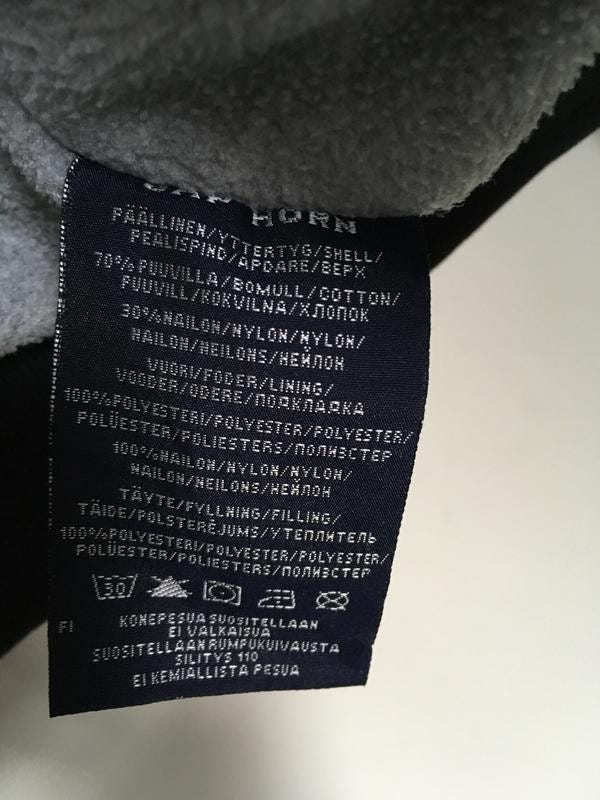 CAP HORN
PÄÄLLINEN/YTTERTYG/SHELL/
PEALISPIND/APDARE/ВЕРХ
70% PUUVILLA/BOMULL/COTTON/
PUUVILL/KOKVILNA/ХЛОПОК
30%NAILON/NYLON/NYLON/
NAILON/NEILONS/НЕЙЛОН
VUORI/FODER/LINING/
VOODER/ODERE/ПОДКЛАДКА
100%POLYESTERI/POLYESTER/POLYESTER/
POLÜESTER/POLIESTERS/ПОЛИЭСТЕР
100%NAILON/NYLON/NYLON/
NAILON/NEILONS/НЕЙЛОН
TÄYTE/FYLLNING/FILLING/
TÄIDE/POLSTERĒJUMS/УТЕПЛИТЕЛЬ
100%POLYESTERI/POLYESTER/POLYESTER/
POLÜESTER/POLIESTERS/ПОЛИЭСТЕР
30
FI KONEPESUA SUOSITELLAAN
EI VALKAISUA
SUOSITELLAAN RUMPUKUIVAUSTA
SILITYS 110
EI KEMIALLISTA PESUA